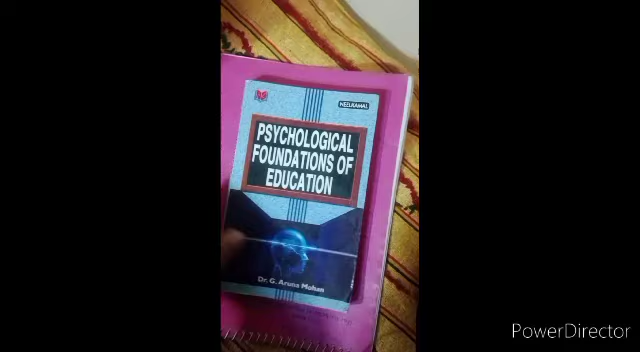 NEELKAMAL
PSYCHOLOGICAL
FOUNDATIONS OF
EDUCATION
Dr. G. Aruna Mohan
PowerDirector